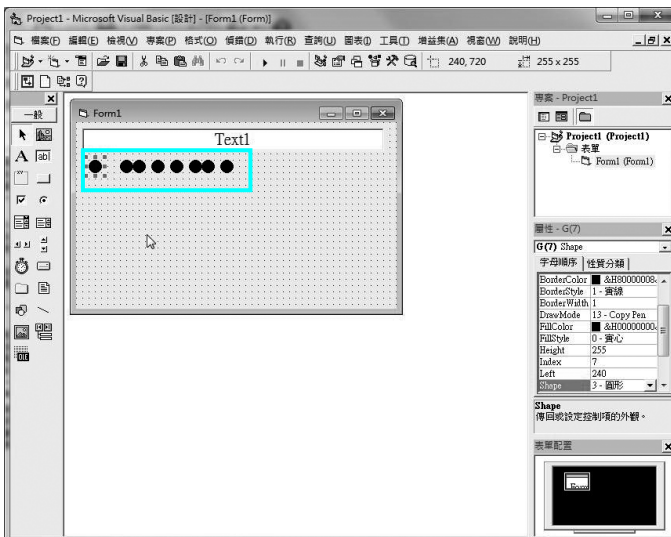 Project1 - Microsoft Visual Basic [設計] - [Form1 (Form)]
檔案(F) 編輯(E) 檢視(V) 專案(P) 格式(O) 偵錯(D) 執行(R) 查詢(U) 圖表(I) 工具(T) 增益集(A) 視窗(W) 說明(H)
240, 720
255 x 255
一般
A
ab
OLE
Form1
Text1
專案 - Project1
Project1 (Project1)
表單
Form1 (Form1)
屬性 - G(7)
G(7) Shape
字母順序 性質分類
BorderColor &H80000008&
BorderStyle 1 - 實線
BorderWidth 1
DrawMode 13 - Copy Pen
FillColor &H00000000&
FillStyle 0 - 實心
Height 255
Index 7
Left 240
Shape 3 - 圓形
Shape
傳回或設定控制項的外觀。
表單配置
Form